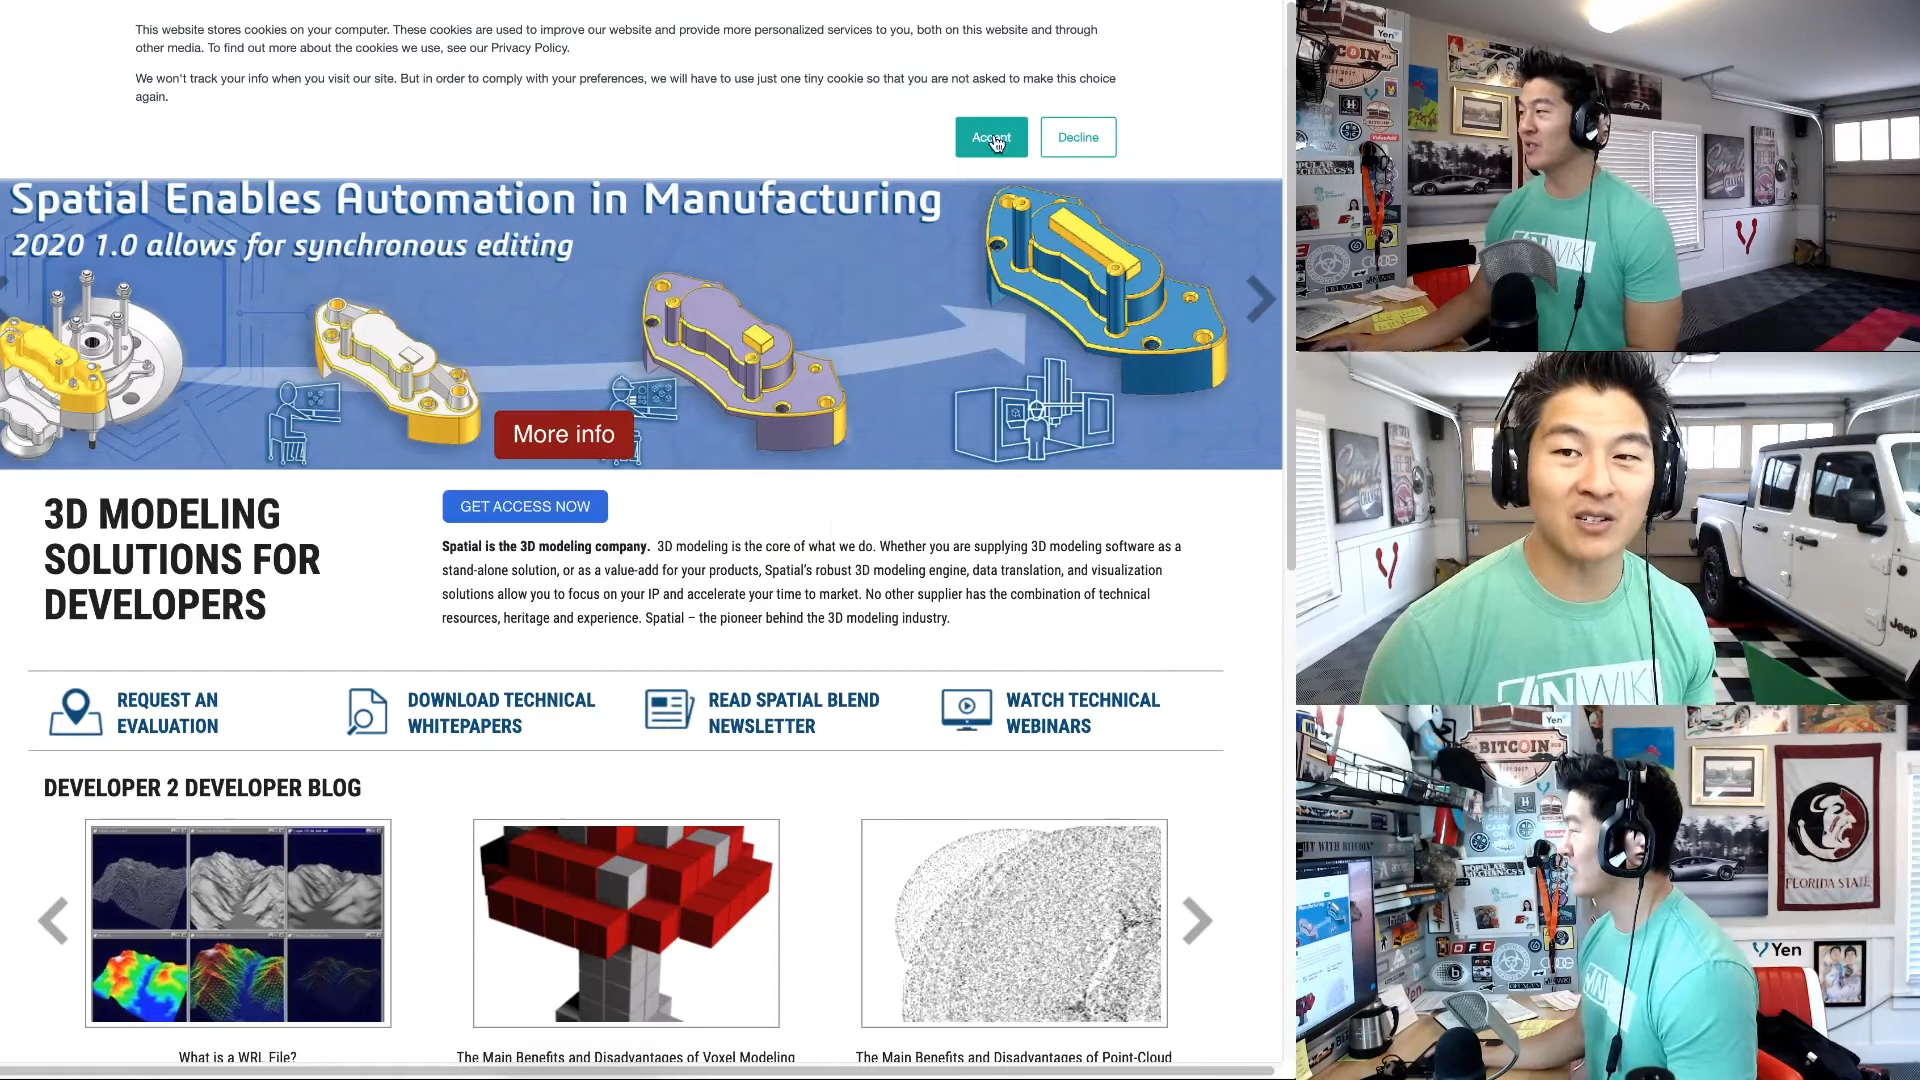 This website stores cookies on your computer. These cookies are used to improve our website and provide more personalized services to you, both on this website and through
other media. To find out more about the cookies we use, see our Privacy Policy.
We won't track your info when you visit our site. But in order to comply with your preferences, we will have to use just one tiny cookie so that you are not asked to make this choice
again.
Accept
Decline
Spatial Enables Automation in Manufacturing
2020 1.0 allows for synchronous editing
More info
3D MODELING
SOLUTIONS FOR
DEVELOPERS
GET ACCESS NOW
Spatial is the 3D modeling company. 3D modeling is the core of what we do. Whether you are supplying 3D modeling software as a
stand-alone solution, or as a value-add for your products, Spatial's robust 3D modeling engine, data translation, and visualization
solutions allow you to focus on your IP and accelerate your time to market. No other supplier has the combination of technical
resources, heritage and experience. Spatial – the pioneer behind the 3D modeling industry.
REQUEST AN
EVALUATION
DOWNLOAD TECHNICAL
WHITEPAPERS
READ SPATIAL BLEND
NEWSLETTER
WATCH TECHNICAL
WEBINARS
DEVELOPER 2 DEVELOPER BLOG
What is a WRL File?
The Main Benefits and Disadvantages of Voxel Modeling
The Main Benefits and Disadvantages of Point-Cloud
Yen
COIN
WIKI
Jeep
WIKI
Yen
BITCOIN
POPULAR
MECHANICS
DFC
FLORIDA STATE
Yen